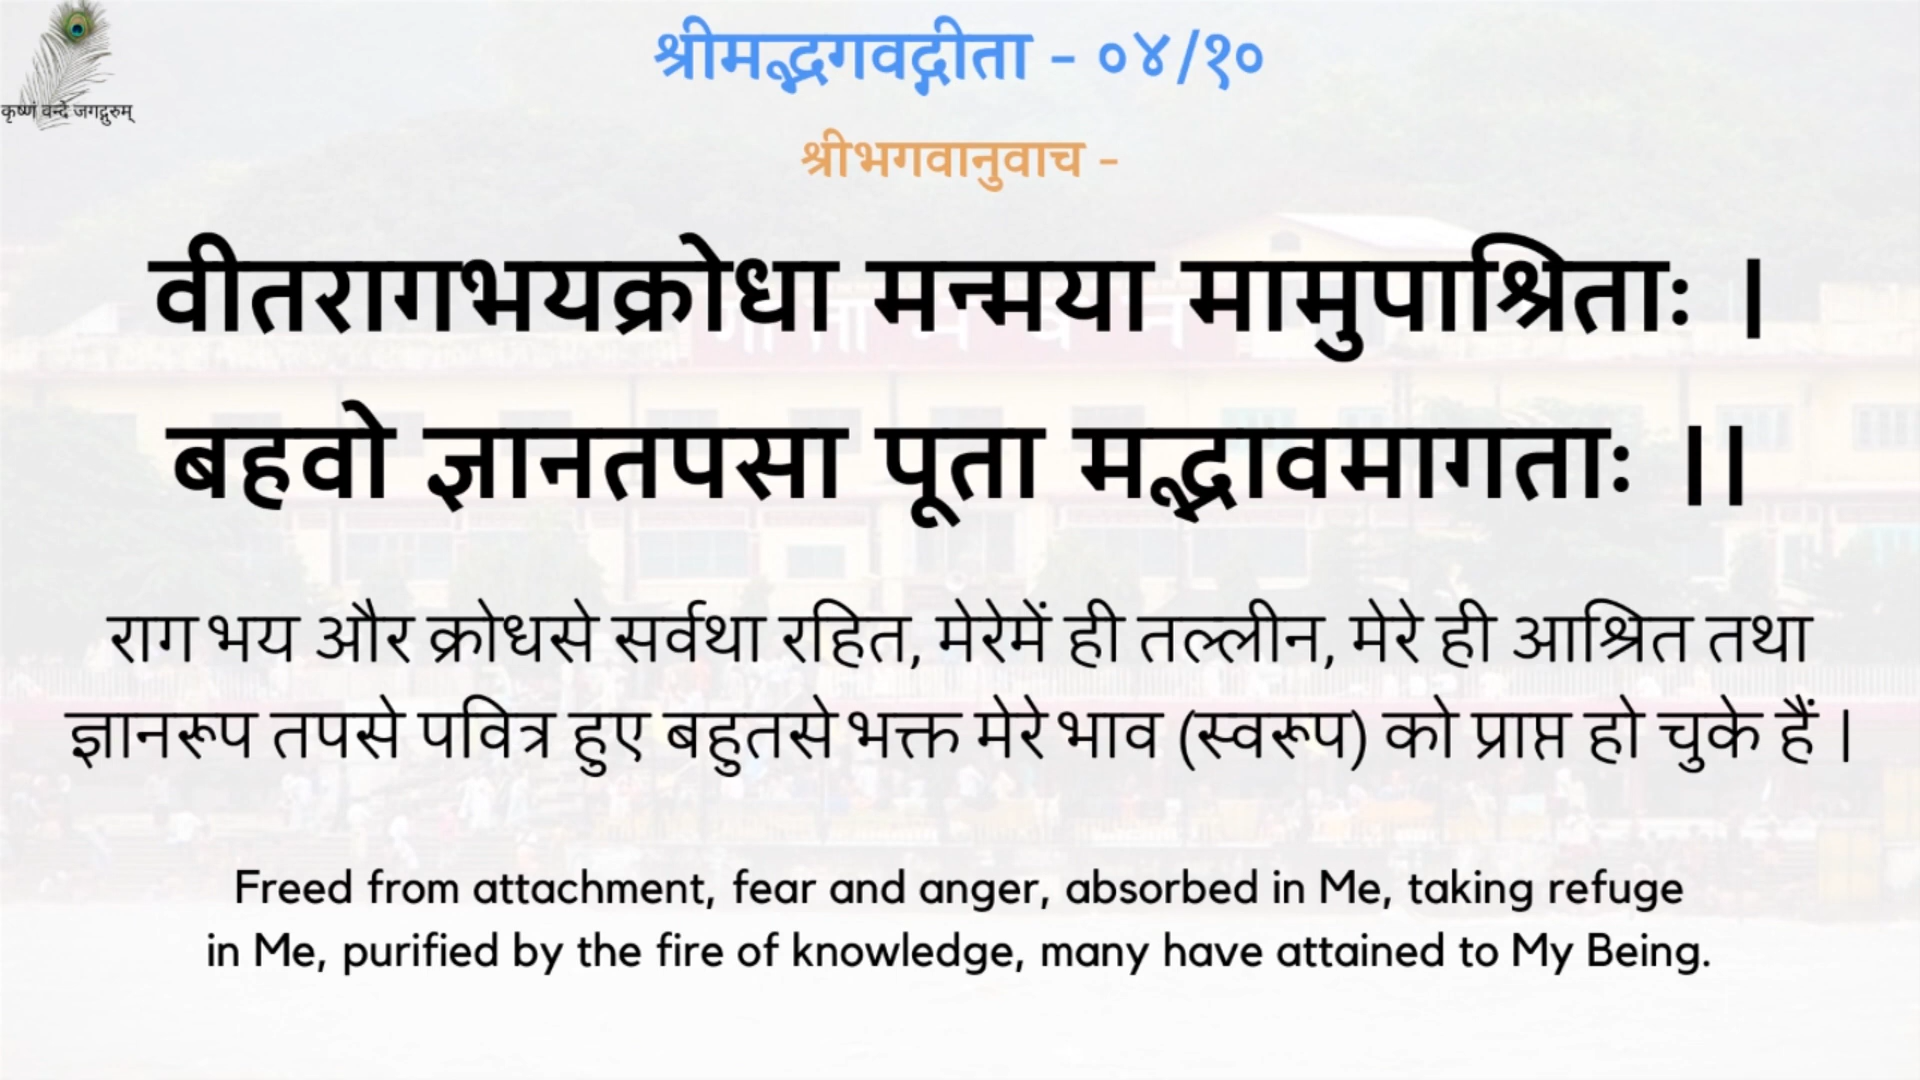 कृष्णं वन्दे जगद्गुरुम्
श्रीमद्भगवद्गीता - ०४/१०
श्रीभगवानुवाच -
वीतरागभयक्रोधा मन्मया मामुपाश्रिताः |
बहवो ज्ञानतपसा पूता मद्भावमागताः ||
राग भय और क्रोधसे सर्वथा रहित, मेरेमें ही तल्लीन, मेरे ही आश्रित तथा
ज्ञानरूप तपसे पवित्र हुए बहुतसे भक्त मेरे भाव (स्वरूप) को प्राप्त हो चुके हैं |
Freed from attachment, fear and anger, absorbed in Me, taking refuge
in Me, purified by the fire of knowledge, many have attained to My Being.